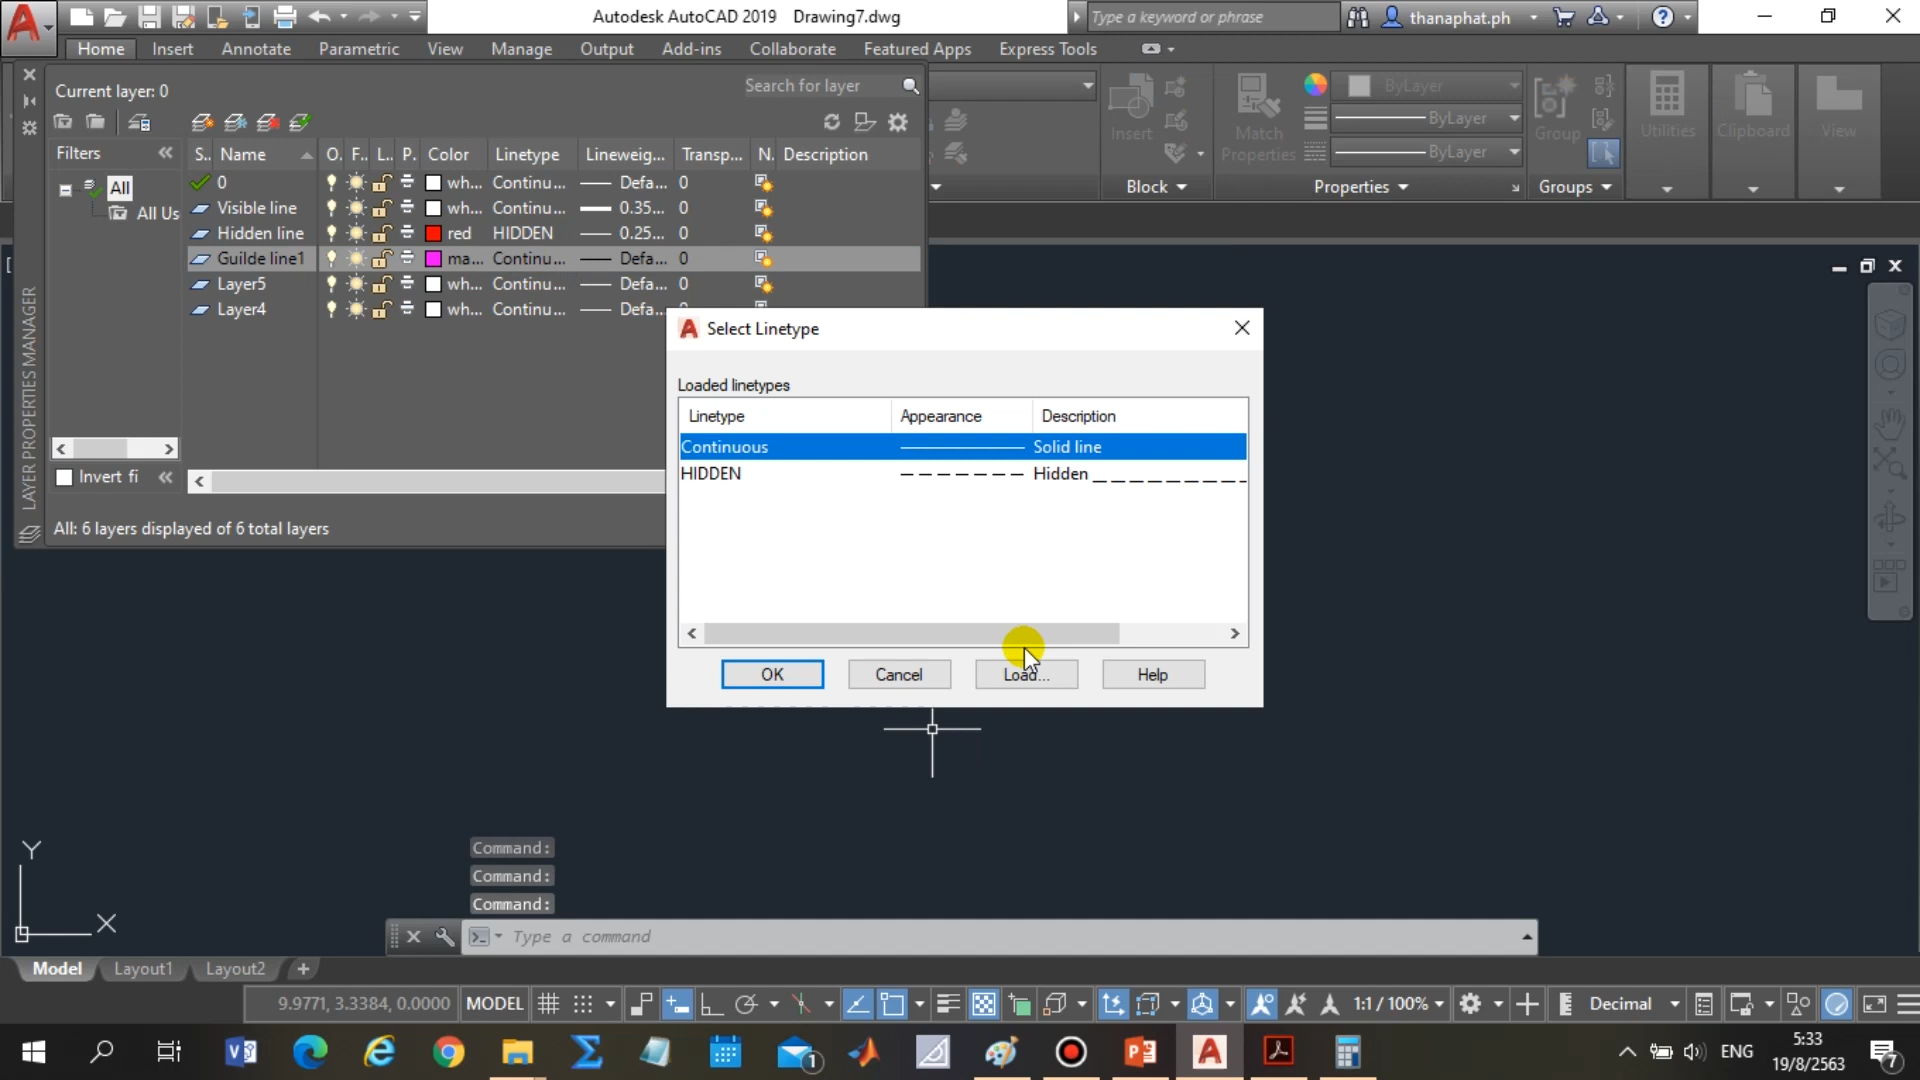 Autodesk AutoCAD 2019 Drawing7.dwg
Type a keyword or phrase
thanaphat.ph
Home Insert Annotate Parametric View Manage Output Add-ins Collaborate Featured Apps Express Tools
Current layer: 0
Search for layer
Filters
S.. Name O. F.. L.. P. Color Linetype Lineweig... Transp... N. Description
0 wh... Continu... Defa... 0
Visible line wh... Continu... 0.35... 0
Hidden line red HIDDEN 0.25... 0
Guilde line1 ma... Continu... Defa... 0
Layer5 wh... Continu... Defa... 0
Layer4 wh... Continu... Defa...
All
All Us
Invert fi
All: 6 layers displayed of 6 total layers
LAYER PROPERTIES MANAGER
Insert
Block
Match
Properties
ByLayer
ByLayer
ByLayer
Properties
Group
Groups
Utilities
Clipboard
View
Select Linetype
Loaded linetypes
Linetype Appearance Description
Continuous Solid line
HIDDEN Hidden _ _ _ _ _ _ _ _ _ _
OK Cancel Load... Help
Y
X
Command:
Command:
Command:
Type a command
Model Layout1 Layout2 +
9.9771, 3.3384, 0.0000 MODEL 1:1 / 100% Decimal
5:33
ENG
19/8/2563
1
7